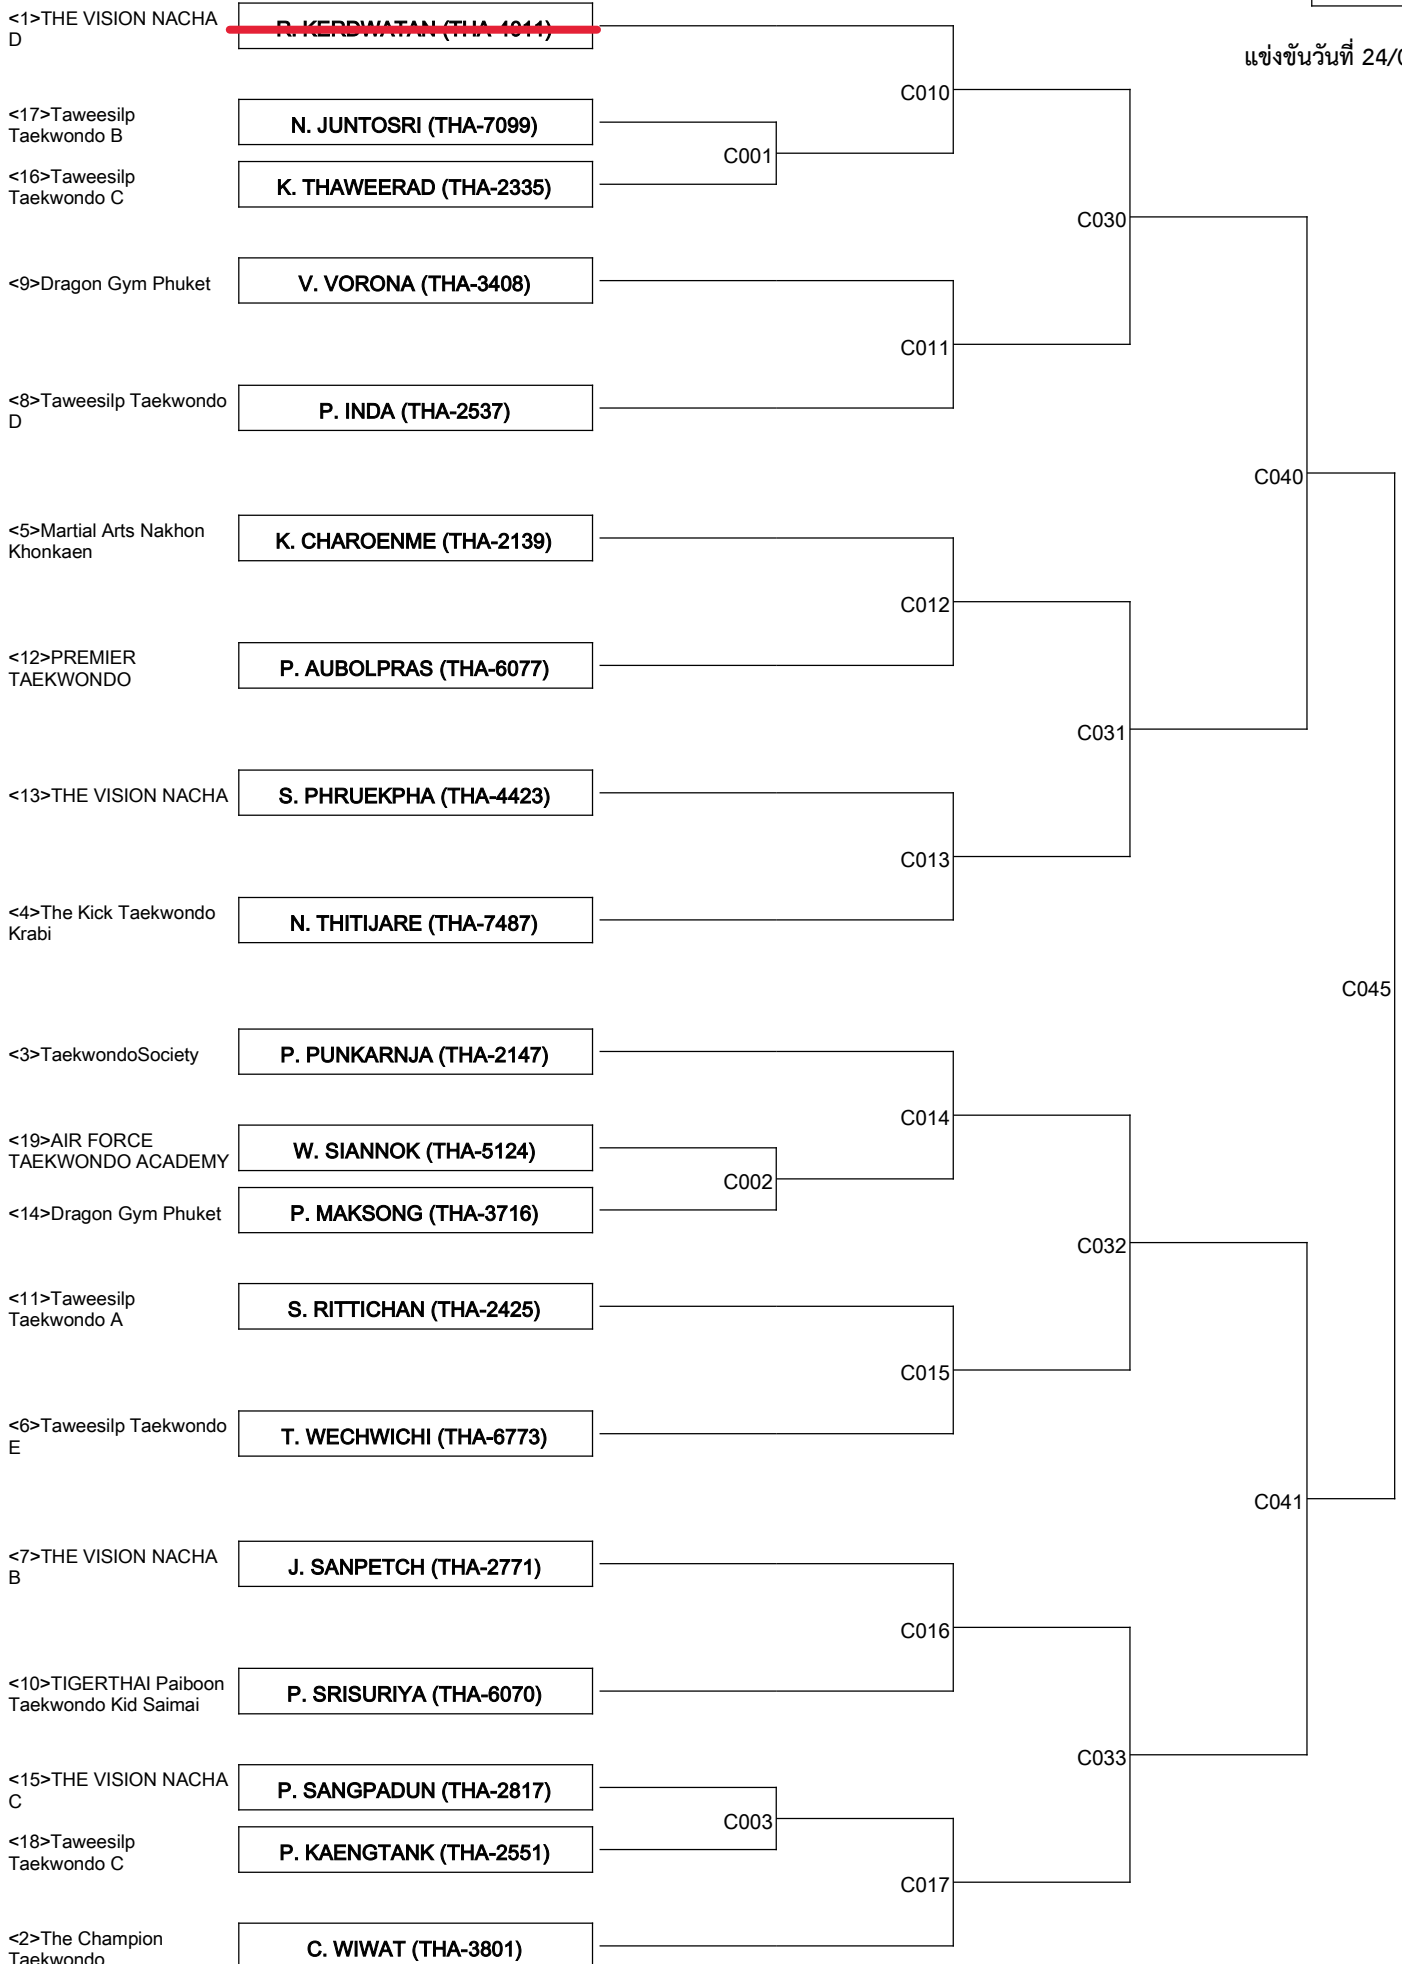 <1>THE VISION NACHA
D
R. KERDWATAN (THA-4011)
แข่งขันวันที่ 24/0
C010
<17>Taweesilp
Taekwondo B
N. JUNTOSRI (THA-7099)
C001
<16>Taweesilp
Taekwondo C
K. THAWEERAD (THA-2335)
C030
<9>Dragon Gym Phuket
V. VORONA (THA-3408)
C011
<8>Taweesilp Taekwondo
D
P. INDA (THA-2537)
C040
<5>Martial Arts Nakhon
Khonkaen
K. CHAROENME (THA-2139)
C012
<12>PREMIER
TAEKWONDO
P. AUBOLPRAS (THA-6077)
C031
<13>THE VISION NACHA
S. PHRUEKPHA (THA-4423)
C013
<4>The Kick Taekwondo
Krabi
N. THITIJARE (THA-7487)
C045
<3>TaekwondoSociety
P. PUNKARNJA (THA-2147)
C014
<19>AIR FORCE
TAEKWONDO ACADEMY
W. SIANNOK (THA-5124)
C002
<14>Dragon Gym Phuket
P. MAKSONG (THA-3716)
C032
<11>Taweesilp
Taekwondo A
S. RITTICHAN (THA-2425)
C015
<6>Taweesilp Taekwondo
E
T. WECHWICHI (THA-6773)
C041
<7>THE VISION NACHA
B
J. SANPETCH (THA-2771)
C016
<10>TIGERTHAI Paiboon
Taekwondo Kid Saimai
P. SRISURIYA (THA-6070)
C033
<15>THE VISION NACHA
C
P. SANGPADUN (THA-2817)
C003
<18>Taweesilp
Taekwondo C
P. KAENGTANK (THA-2551)
C017
<2>The Champion
Taekwondo
C. WIWAT (THA-3801)